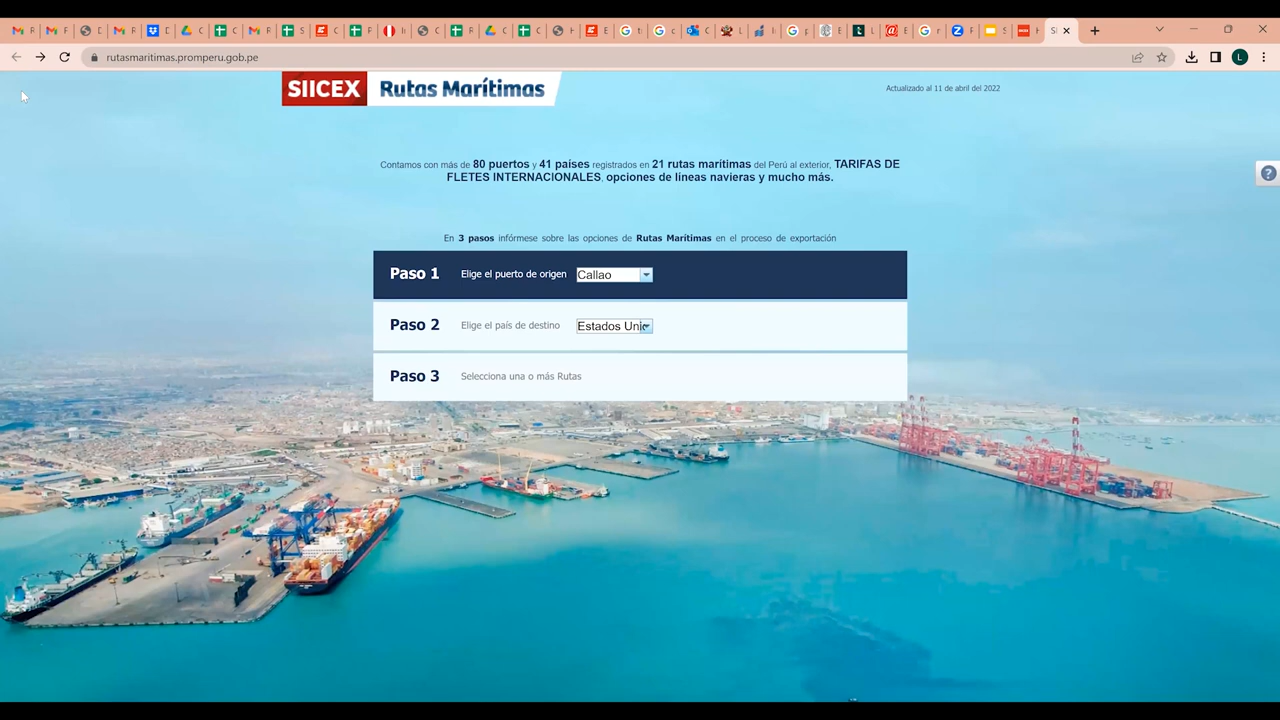 rutasmaritimas.promperu.gob.pe
SIICEX Rutas Marítimas
Actualizado al 11 de abril del 2022
Contamos con más de 80 puertos y 41 países registrados en 21 rutas marítimas del Perú al exterior, TARIFAS DE
FLETES INTERNACIONALES, opciones de líneas navieras y mucho más.
En 3 pasos infórmese sobre las opciones de Rutas Marítimas en el proceso de exportación
Paso 1 Elige el puerto de origen Callao
Paso 2 Elige el país de destino Estados Unic
Paso 3 Selecciona una o más Rutas